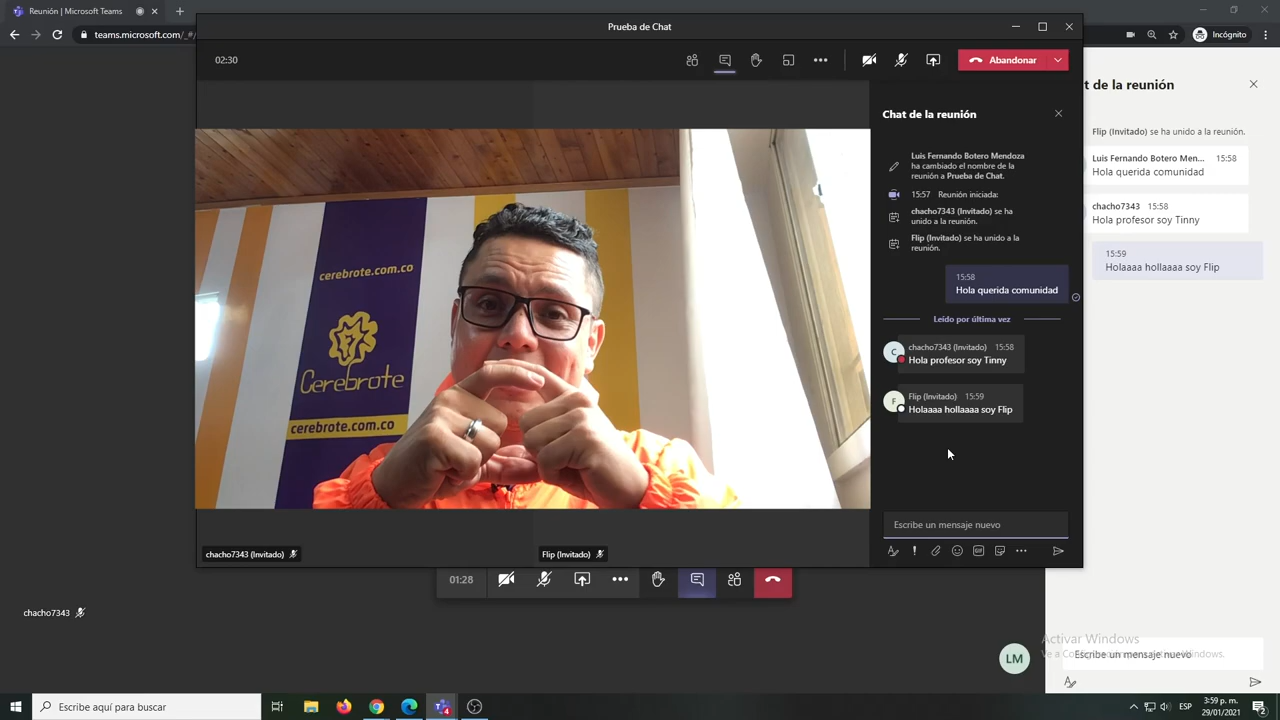 Reunión | Microsoft Teams
teams.microsoft.com/_#/
Incógnito
Prueba de Chat
02:30
Abandonar
Chat de la reunión
Luis Fernando Botero Mendoza
ha cambiado el nombre de la
reunión a Prueba de Chat.
15:57 Reunión iniciada:
chacho7343 (Invitado) se ha
unido a la reunión.
Flip (Invitado) se ha unido a la
reunión.
15:58
Hola querida comunidad
Leído por última vez
C
chacho7343 (Invitado) 15:58
Hola profesor soy Tinny
F
Flip (Invitado) 15:59
Holaaaa hollaaaa soy Flip
Escribe un mensaje nuevo
GIF
cerebrote.com.co
Cerebrote
cerebrote.com.co
chacho7343 (Invitado)
Flip (Invitado)
t de la reunión
Flip (Invitado) se ha unido a la reunión.
Luis Fernando Botero Men... 15:58
Hola querida comunidad
chacho7343 15:58
Hola profesor soy Tinny
15:59
Holaaaa hollaaaa soy Flip
01:28
chacho7343
LM
Activar Windows
Escribe un mensaje nuevo
Escribe aquí para buscar
4
ESP
3:59 p. m.
29/01/2021
2